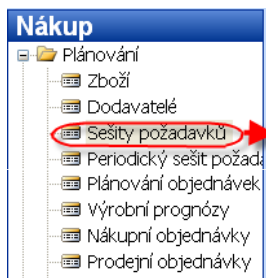 Nákup
Plánování
Zboží
Dodavatelé
Sešity požadavků
Periodický sešit požada
Plánování objednávek
Výrobní prognózy
Nákupní objednávky
Prodejní objednávky